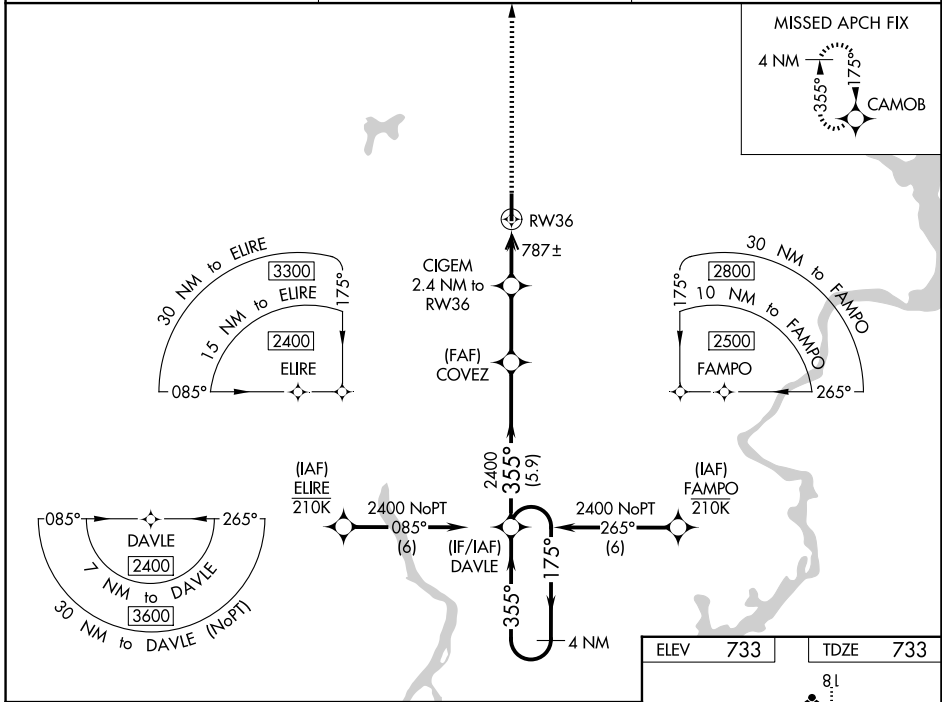 MISSED APCH FIX
4 NM
355°
175°
CAMOB
RW36
787±
CIGEM
2.4 NM to
RW36
(FAF)
COVEZ
30 NM to ELIRE
3300
15 NM to ELIRE
2400
ELIRE
175°
085°
30 NM to FAMPO
2800
10 NM to FAMPO
2500
FAMPO
175°
265°
2400
355°
(5.9)
(IAF)
ELIRE
210K
2400 NoPT
085°
(6)
(IF/IAF)
DAVLE
2400 NoPT
265°
(6)
(IAF)
FAMPO
210K
355°
175°
4 NM
085°
265°
DAVLE
2400
7 NM to DAVLE
3600
30 NM to DAVLE (NoPT)
ELEV 733
TDZE 733
18